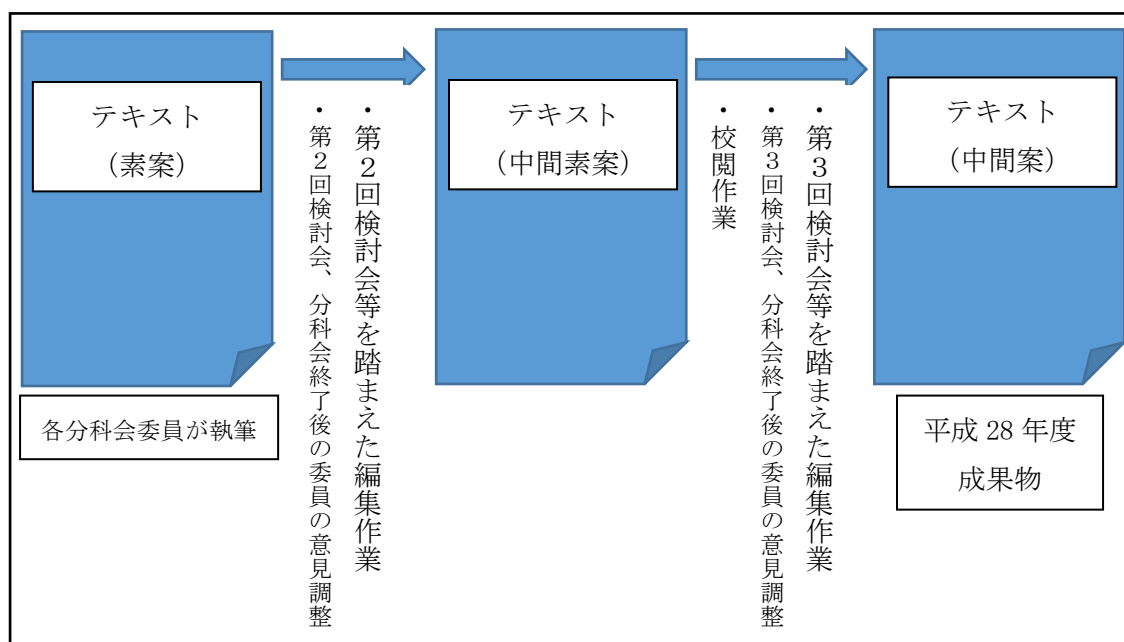 テキスト
（素案）
各分科会委員が執筆
・第２回検討会等を踏まえた編集作業
・第２回検討会、分科会終了後の委員の意見調整
テキスト
（中間素案）
・第３回検討会等を踏まえた編集作業
・第３回検討会、分科会終了後の委員の意見調整
・校閲作業
テキスト
（中間案）
平成 28 年度
成果物